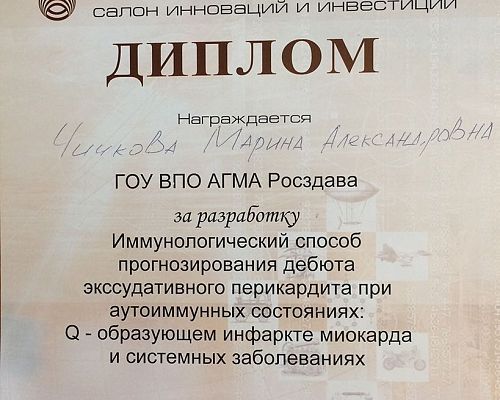 салон инноваций и инвестиций
ДИПЛОМ
Награждается
Чичкова Марина Александровна
ГОУ ВПО АГМА Росздава
за разработку
Иммунологический способ
прогнозирования дебюта
экссудативного перикардита при
аутоиммунных состояниях:
Q - образующем инфаркте миокарда
и системных заболеваниях